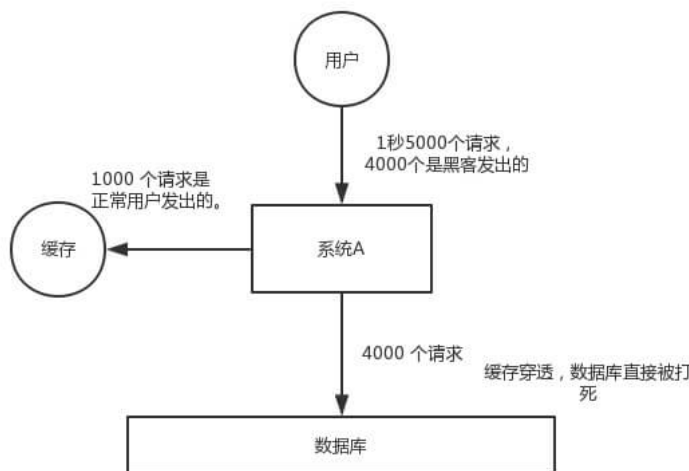 用户
1秒5000个请求，
4000个是黑客发出的
1000 个请求是
正常用户发出的。
缓存
系统A
4000 个请求
缓存穿透，数据库直接被打
死
数据库